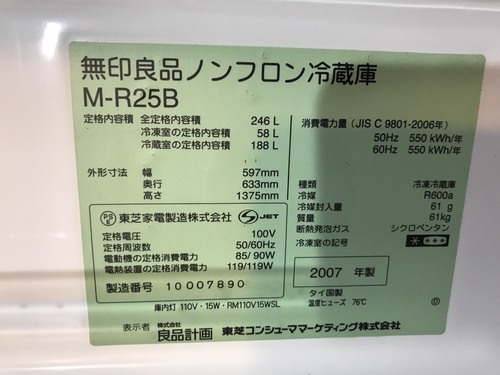 無印良品ノンフロン冷蔵庫
M-R25B
定格内容積 全定格内容積 246 L
冷凍室の定格内容積 58 L
冷蔵室の定格内容積 188 L
外形寸法 幅 597mm
奥行 633mm
高さ 1375mm
PS E 東芝家電製造株式会社 S JET
定格電圧 100V
定格周波数 50/60Hz
電動機の定格消費電力 85/90W
電熱装置の定格消費電力 119/119W
製造番号 10007890
消費電力量(JIS C 9801-2006年)
50Hz 550 kWh/年
60Hz 550 kWh/年
種類 冷凍冷蔵庫
冷媒 R600a
冷媒封入量 61 g
質量 61kg
断熱発泡ガス シクロペンタン
冷凍室の記号 * ***
2007 年製
タイ国製
温度ヒューズ 76℃
庫内灯 110V・15W・RM110V15WSL
D
表示者 株式会社 良品計画 東芝コンシューママーケティング株式会社